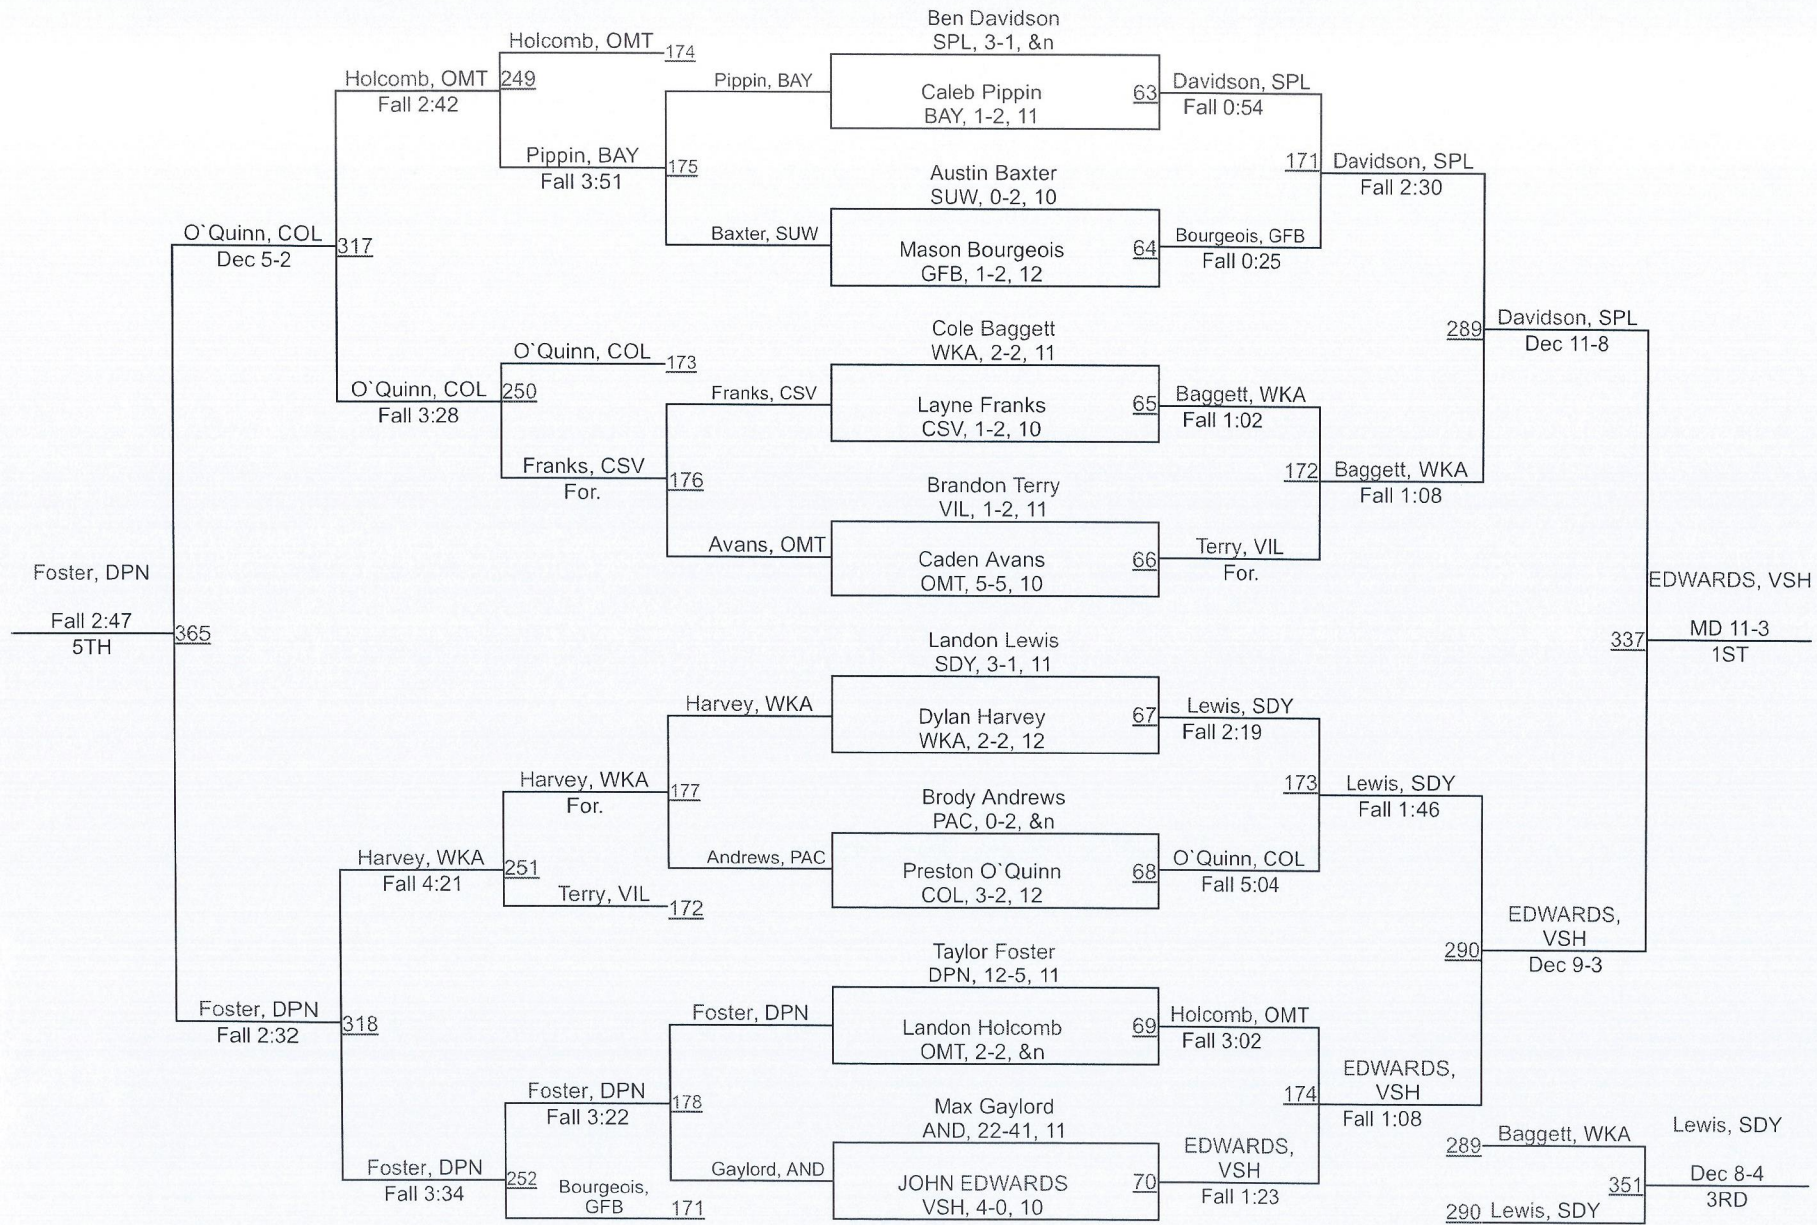 Ben Davidson
SPL, 3-1, &n
Caleb Pippin
BAY, 1-2, 11
63
Austin Baxter
SUW, 0-2, 10
Mason Bourgeois
GFB, 1-2, 12
64
Cole Baggett
WKA, 2-2, 11
Layne Franks
CSV, 1-2, 10
65
Brandon Terry
VIL, 1-2, 11
Caden Avans
OMT, 5-5, 10
66
Landon Lewis
SDY, 3-1, 11
Dylan Harvey
WKA, 2-2, 12
67
Brody Andrews
PAC, 0-2, &n
Preston O`Quinn
COL, 3-2, 12
68
Taylor Foster
DPN, 12-5, 11
Landon Holcomb
OMT, 2-2, &n
69
Max Gaylord
AND, 22-41, 11
JOHN EDWARDS
VSH, 4-0, 10
70
Davidson, SPL
Fall 0:54
171
Bourgeois, GFB
Fall 0:25
Baggett, WKA
Fall 1:02
172
Terry, VIL
For.
Lewis, SDY
Fall 2:19
173
O`Quinn, COL
Fall 5:04
Holcomb, OMT
Fall 3:02
174
EDWARDS,
VSH
Fall 1:23
Davidson, SPL
Fall 2:30
289
Baggett, WKA
Fall 1:08
Lewis, SDY
Fall 1:46
290
EDWARDS,
VSH
Fall 1:08
Davidson, SPL
Dec 11-8
337
EDWARDS,
VSH
Dec 9-3
EDWARDS, VSH
MD 11-3
1ST
289
Baggett, WKA
351
290 Lewis, SDY
Lewis, SDY
Dec 8-4
3RD
Pippin, BAY
175
Baxter, SUW
Franks, CSV
176
Avans, OMT
Harvey, WKA
177
Andrews, PAC
Foster, DPN
178
Gaylord, AND
Holcomb, OMT
174
249
Pippin, BAY
Fall 3:51
O`Quinn, COL
173
250
Franks, CSV
For.
Harvey, WKA
For.
251
Terry, VIL
172
Foster, DPN
Fall 3:22
252
Bourgeois,
GFB
171
Holcomb, OMT
Fall 2:42
317
O`Quinn, COL
Fall 3:28
Harvey, WKA
Fall 4:21
318
Foster, DPN
Fall 3:34
O`Quinn, COL
Dec 5-2
365
Foster, DPN
Fall 2:32
Foster, DPN
Fall 2:47
5TH